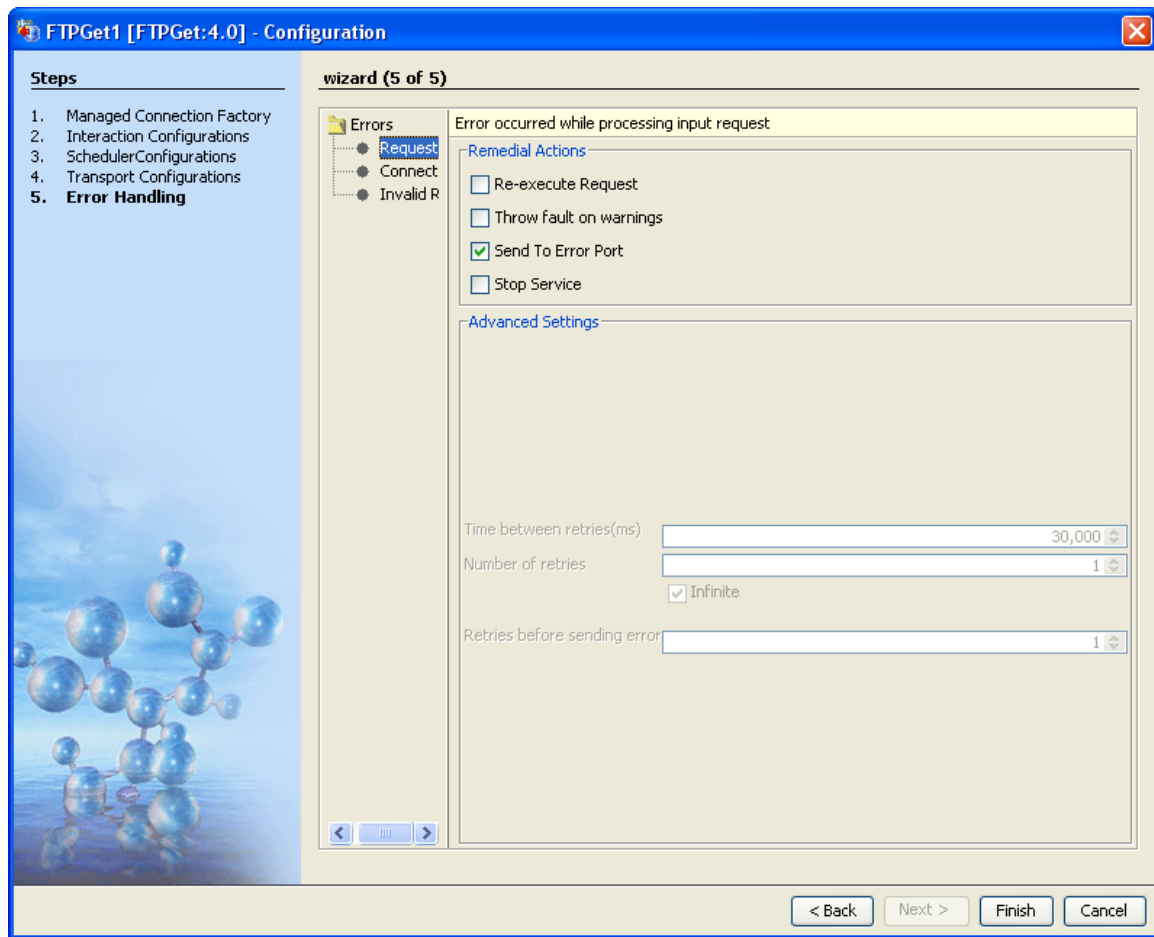 FTPGet1 [FTPGet:4.0] - Configuration
Steps
1. Managed Connection Factory
2. Interaction Configurations
3. SchedulerConfigurations
4. Transport Configurations
5. Error Handling
wizard (5 of 5)
Errors
Request
Connect
Invalid R
Error occurred while processing input request
Remedial Actions
Re-execute Request
Throw fault on warnings
Send To Error Port
Stop Service
Advanced Settings
Time between retries(ms) 30,000
Number of retries 1
Infinite
Retries before sending error 1
< Back Next > Finish Cancel